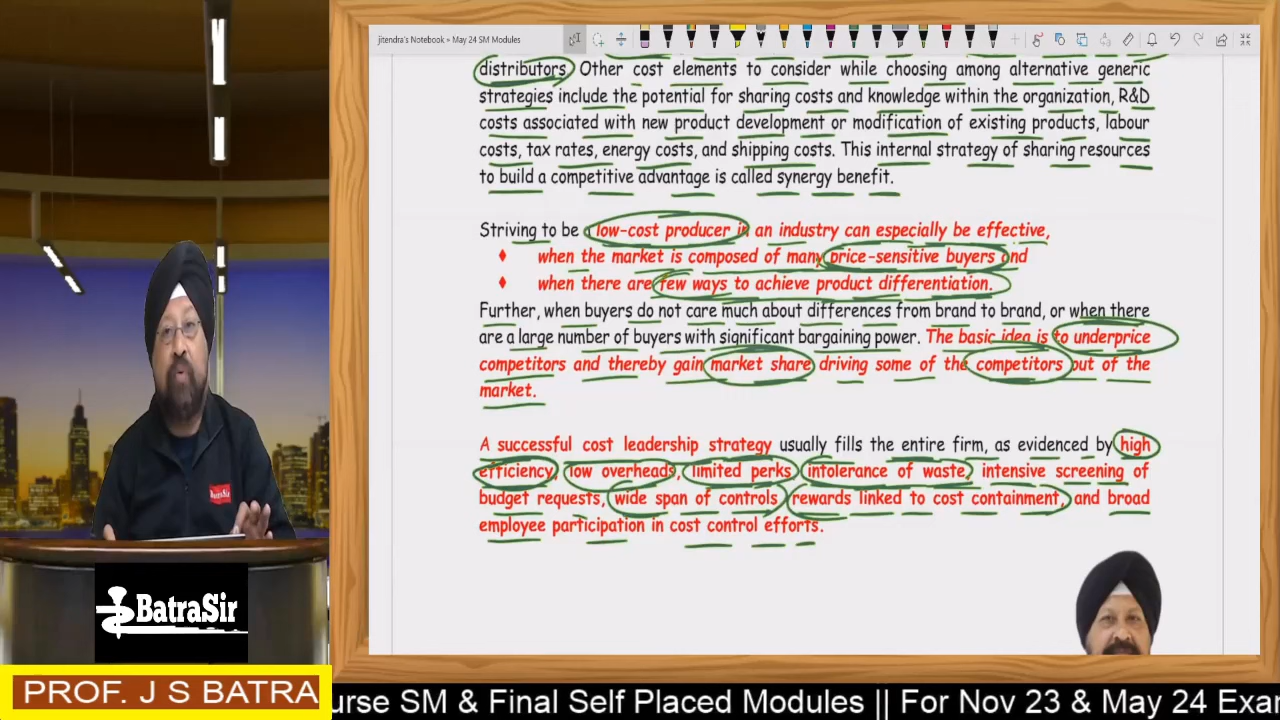 jitendra's Notebook » May 24 SM Modules
distributors. Other cost elements to consider while choosing among alternative generic
strategies include the potential for sharing costs and knowledge within the organization, R&D
costs associated with new product development or modification of existing products, labour
costs, tax rates, energy costs, and shipping costs. This internal strategy of sharing resources
to build a competitive advantage is called synergy benefit.
Striving to be a low-cost producer in an industry can especially be effective,
when the market is composed of many price-sensitive buyers and
when there are few ways to achieve product differentiation.
Further, when buyers do not care much about differences from brand to brand, or when there
are a large number of buyers with significant bargaining power. The basic idea is to underprice
competitors and thereby gain market share driving some of the competitors out of the
market.
A successful cost leadership strategy usually fills the entire firm, as evidenced by high
efficiency, low overheads, limited perks, intolerance of waste, intensive screening of
budget requests, wide span of controls, rewards linked to cost containment, and broad
employee participation in cost control efforts.
BatraSir
BatraSir
PROF. J S BATRA
urse SM & Final Self Placed Modules || For Nov 23 & May 24 Exar